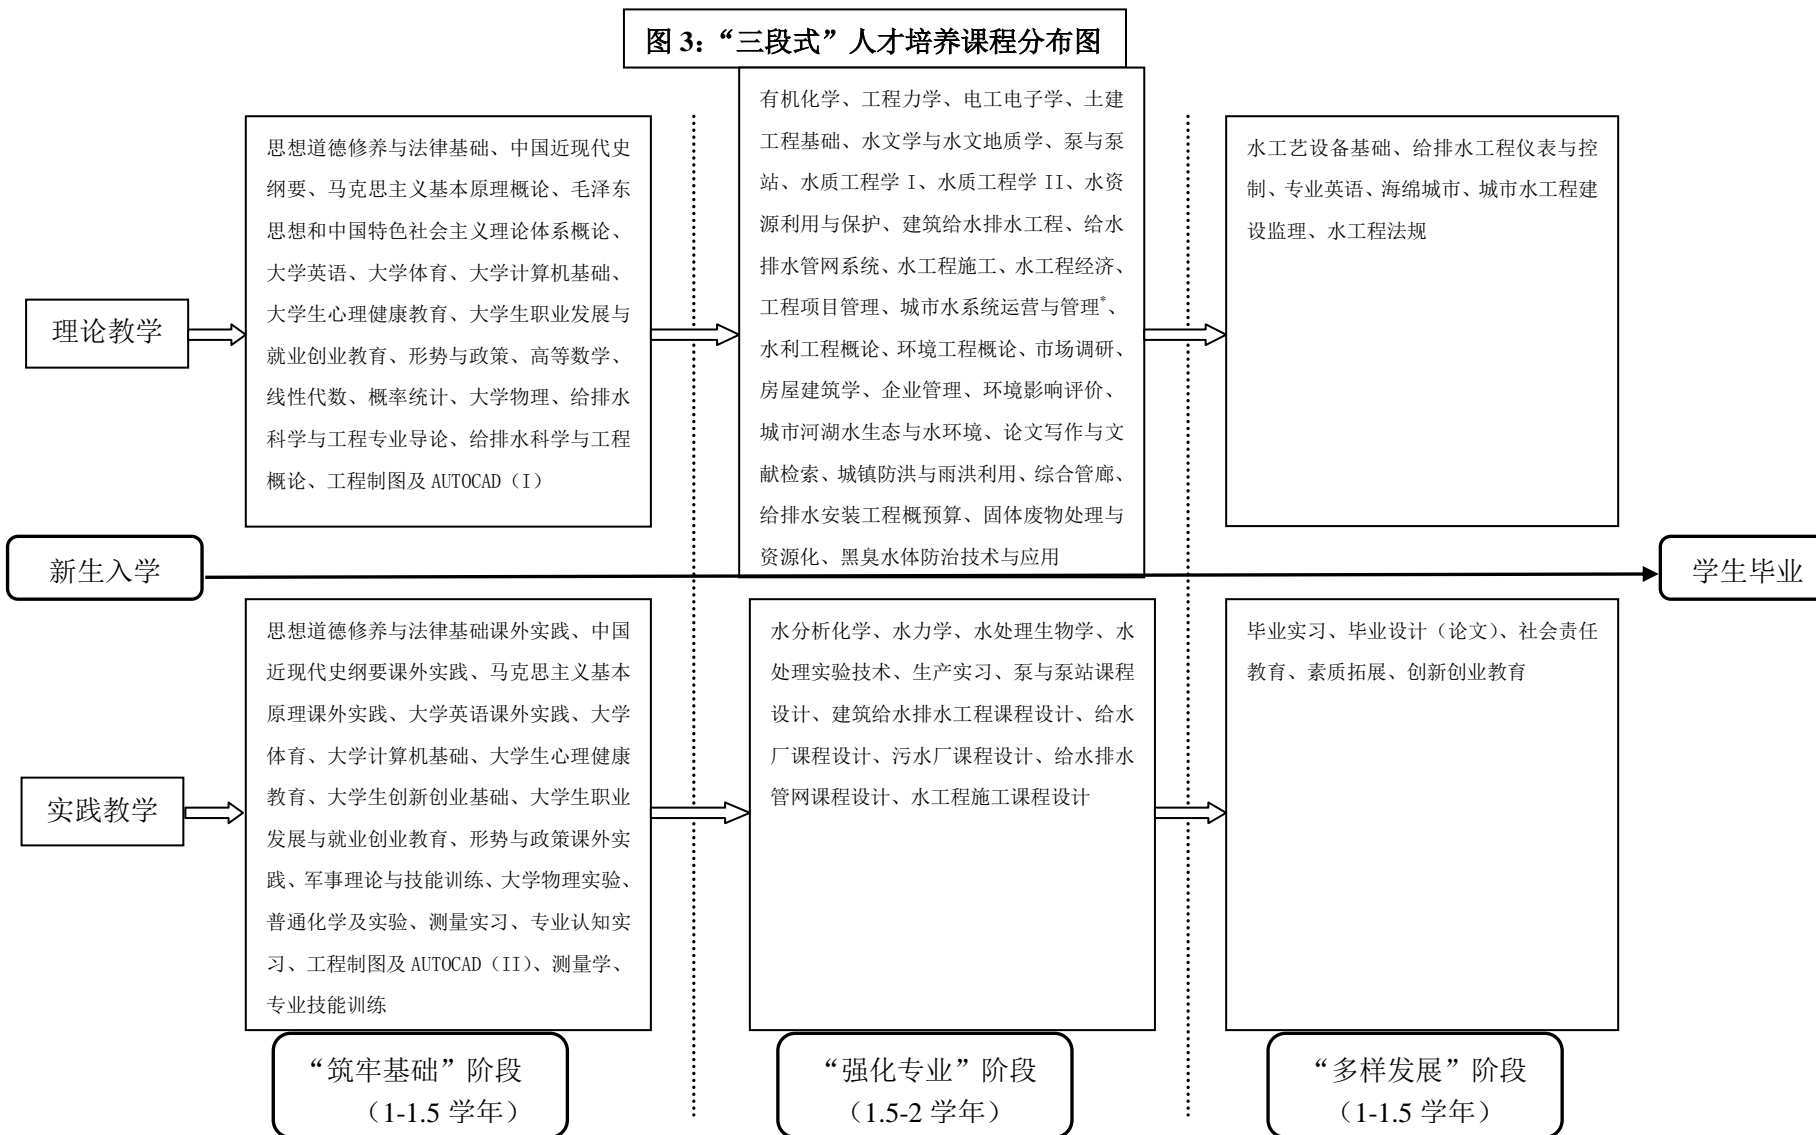 图 3：“三段式”人才培养课程分布图
理论教学
思想道德修养与法律基础、中国近现代史
纲要、马克思主义基本原理概论、毛泽东
思想和中国特色社会主义理论体系概论、
大学英语、大学体育、大学计算机基础、
大学生心理健康教育、大学生职业发展与
就业创业教育、形势与政策、高等数学、
线性代数、概率统计、大学物理、给排水
科学与工程专业导论、给排水科学与工程
概论、工程制图及 AUTOCAD（I）
有机化学、工程力学、电工电子学、土建
工程基础、水文学与水文地质学、泵与泵
站、水质工程学 I、水质工程学 II、水资
源利用与保护、建筑给水排水工程、给水
排水管网系统、水工程施工、水工程经济、
工程项目管理、城市水系统运营与管理*、
水利工程概论、环境工程概论、市场调研、
房屋建筑学、企业管理、环境影响评价、
城市河湖水生态与水环境、论文写作与文
献检索、城镇防洪与雨洪利用、综合管廊、
给排水安装工程概预算、固体废物处理与
资源化、黑臭水体防治技术与应用
水工艺设备基础、给排水工程仪表与控
制、专业英语、海绵城市、城市水工程建
设监理、水工程法规
新生入学
学生毕业
实践教学
思想道德修养与法律基础课外实践、中国
近现代史纲要课外实践、马克思主义基本
原理课外实践、大学英语课外实践、大学
体育、大学计算机基础、大学生心理健康
教育、大学生创新创业基础、大学生职业
发展与就业创业教育、形势与政策课外实
践、军事理论与技能训练、大学物理实验、
普通化学及实验、测量实习、专业认知实
习、工程制图及 AUTOCAD（II）、测量学、
专业技能训练
水分析化学、水力学、水处理生物学、水
处理实验技术、生产实习、泵与泵站课程
设计、建筑给水排水工程课程设计、给水
厂课程设计、污水厂课程设计、给水排水
管网课程设计、水工程施工课程设计
毕业实习、毕业设计（论文）、社会责任
教育、素质拓展、创新创业教育
“筑牢基础”阶段
（1-1.5 学年）
“强化专业”阶段
（1.5-2 学年）
“多样发展”阶段
（1-1.5 学年）